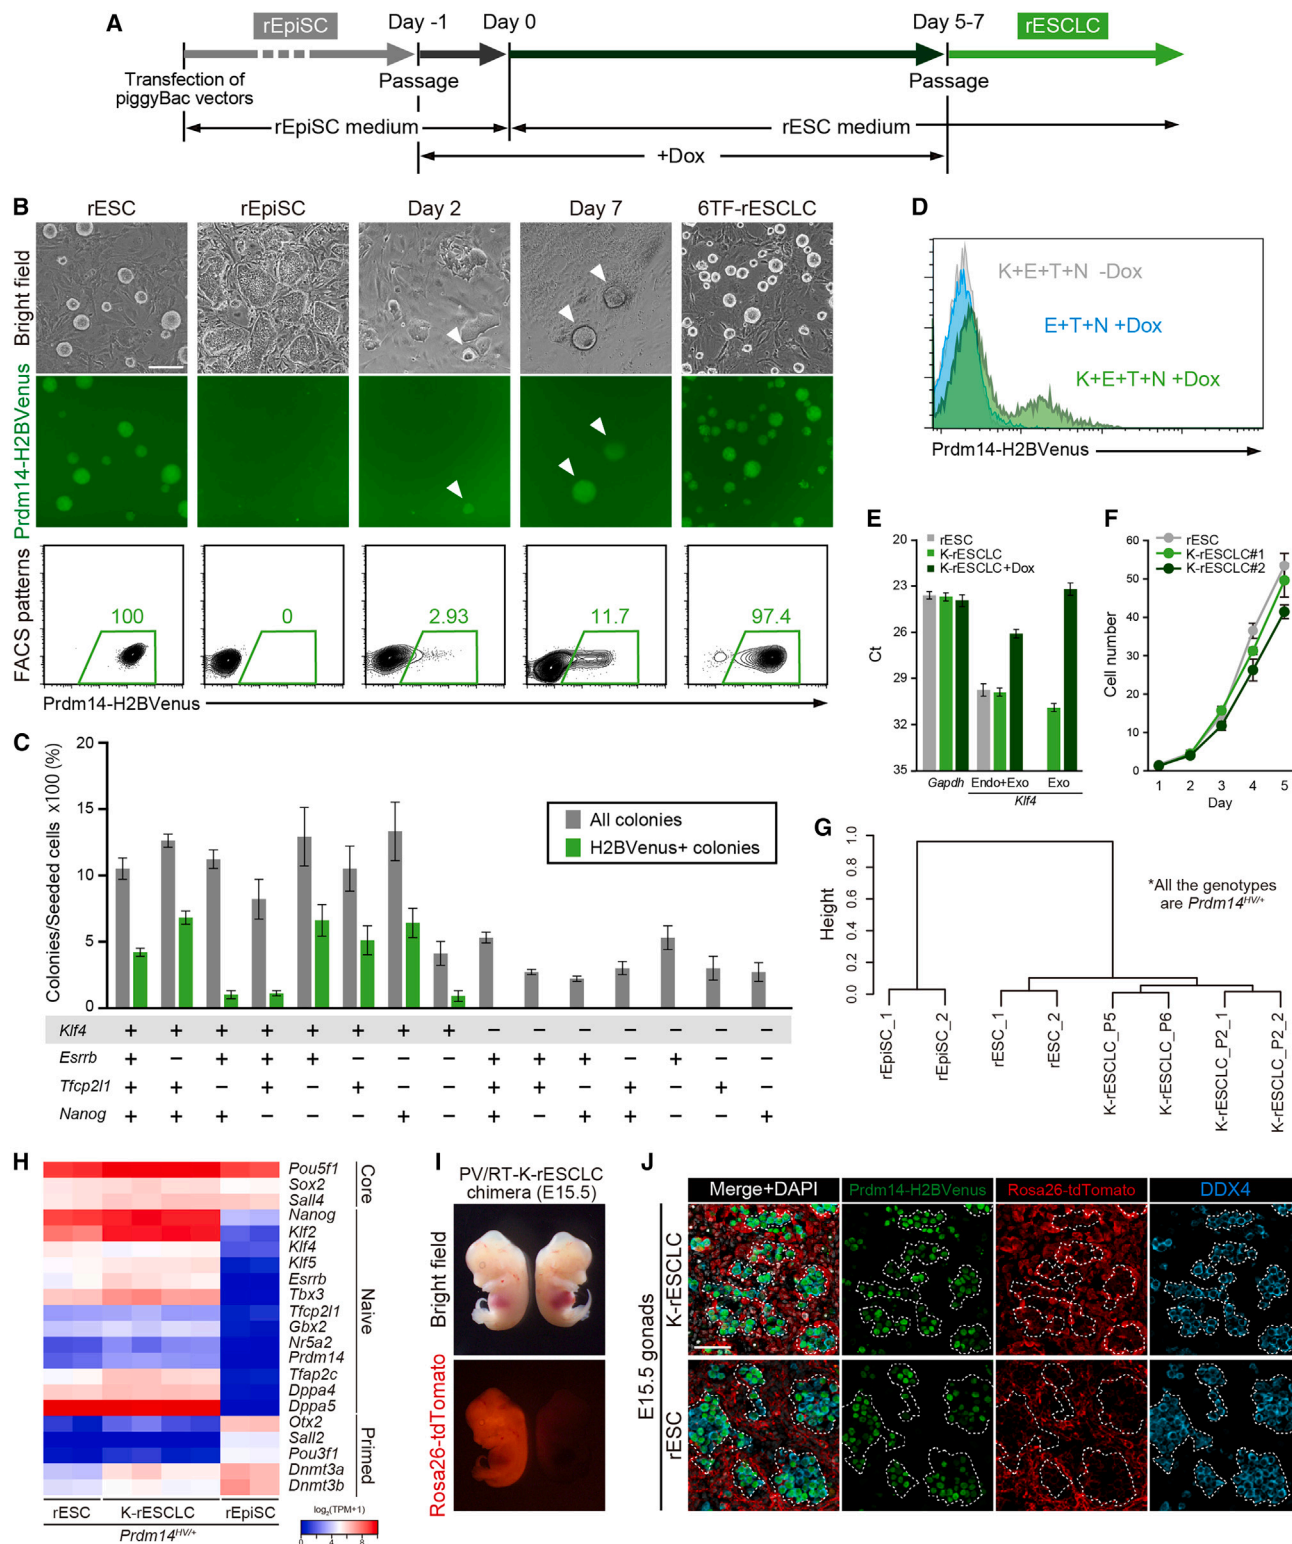 A
rEpiSC
Day -1
Day 0
Day 5-7
rESCLC
Transfection of
piggyBac vectors
Passage
Passage
rEpiSC medium
rESC medium
+Dox
B
rESC
rEpiSC
Day 2
Day 7
6TF-rESCLC
Bright field
Prdm14-H2BVenus
FACS patterns
100
0
2.93
11.7
97.4
Prdm14-H2BVenus
C
Colonies/Seeded cells x100 (%)
20
15
10
5
0
All colonies
H2BVenus+ colonies
Klf4 + + + + + + + + − − − − − − −
Esrrb + − + + + − − − + + + − + − −
Tfcp2l1 + + − + − + − − + + − + − + −
Nanog + + + − − − + − + − + + − − +
D
K+E+T+N -Dox
E+T+N +Dox
K+E+T+N +Dox
Prdm14-H2BVenus
E
rESC
K-rESCLC
K-rESCLC+Dox
Ct
20
23
26
29
32
35
Gapdh
Endo+Exo
Exo
Klf4
F
rESC
K-rESCLC#1
K-rESCLC#2
Cell number
60
50
40
30
20
10
0
1 2 3 4 5
Day
G
Height
1.0
0.8
0.6
0.4
0.2
0.0
*All the genotypes
are Prdm14HV/+
rEpiSC_1
rEpiSC_2
rESC_1
rESC_2
K-rESCLC_P5
K-rESCLC_P6
K-rESCLC_P2_1
K-rESCLC_P2_2
H
Pou5f1
Sox2
Sall4
Nanog
Klf2
Klf4
Klf5
Esrrb
Tbx3
Tfcp2l1
Gbx2
Nr5a2
Prdm14
Tfap2c
Dppa4
Dppa5
Otx2
Sall2
Pou3f1
Dnmt3a
Dnmt3b
Core
Naive
Primed
rESC
K-rESCLC
rEpiSC
Prdm14HV/+
log2(TPM+1)
0 4 8
I
PV/RT-K-rESCLC
chimera (E15.5)
Bright field
Rosa26-tdTomato
J
Merge+DAPI
Prdm14-H2BVenus
Rosa26-tdTomato
DDX4
E15.5 gonads
K-rESCLC
rESC